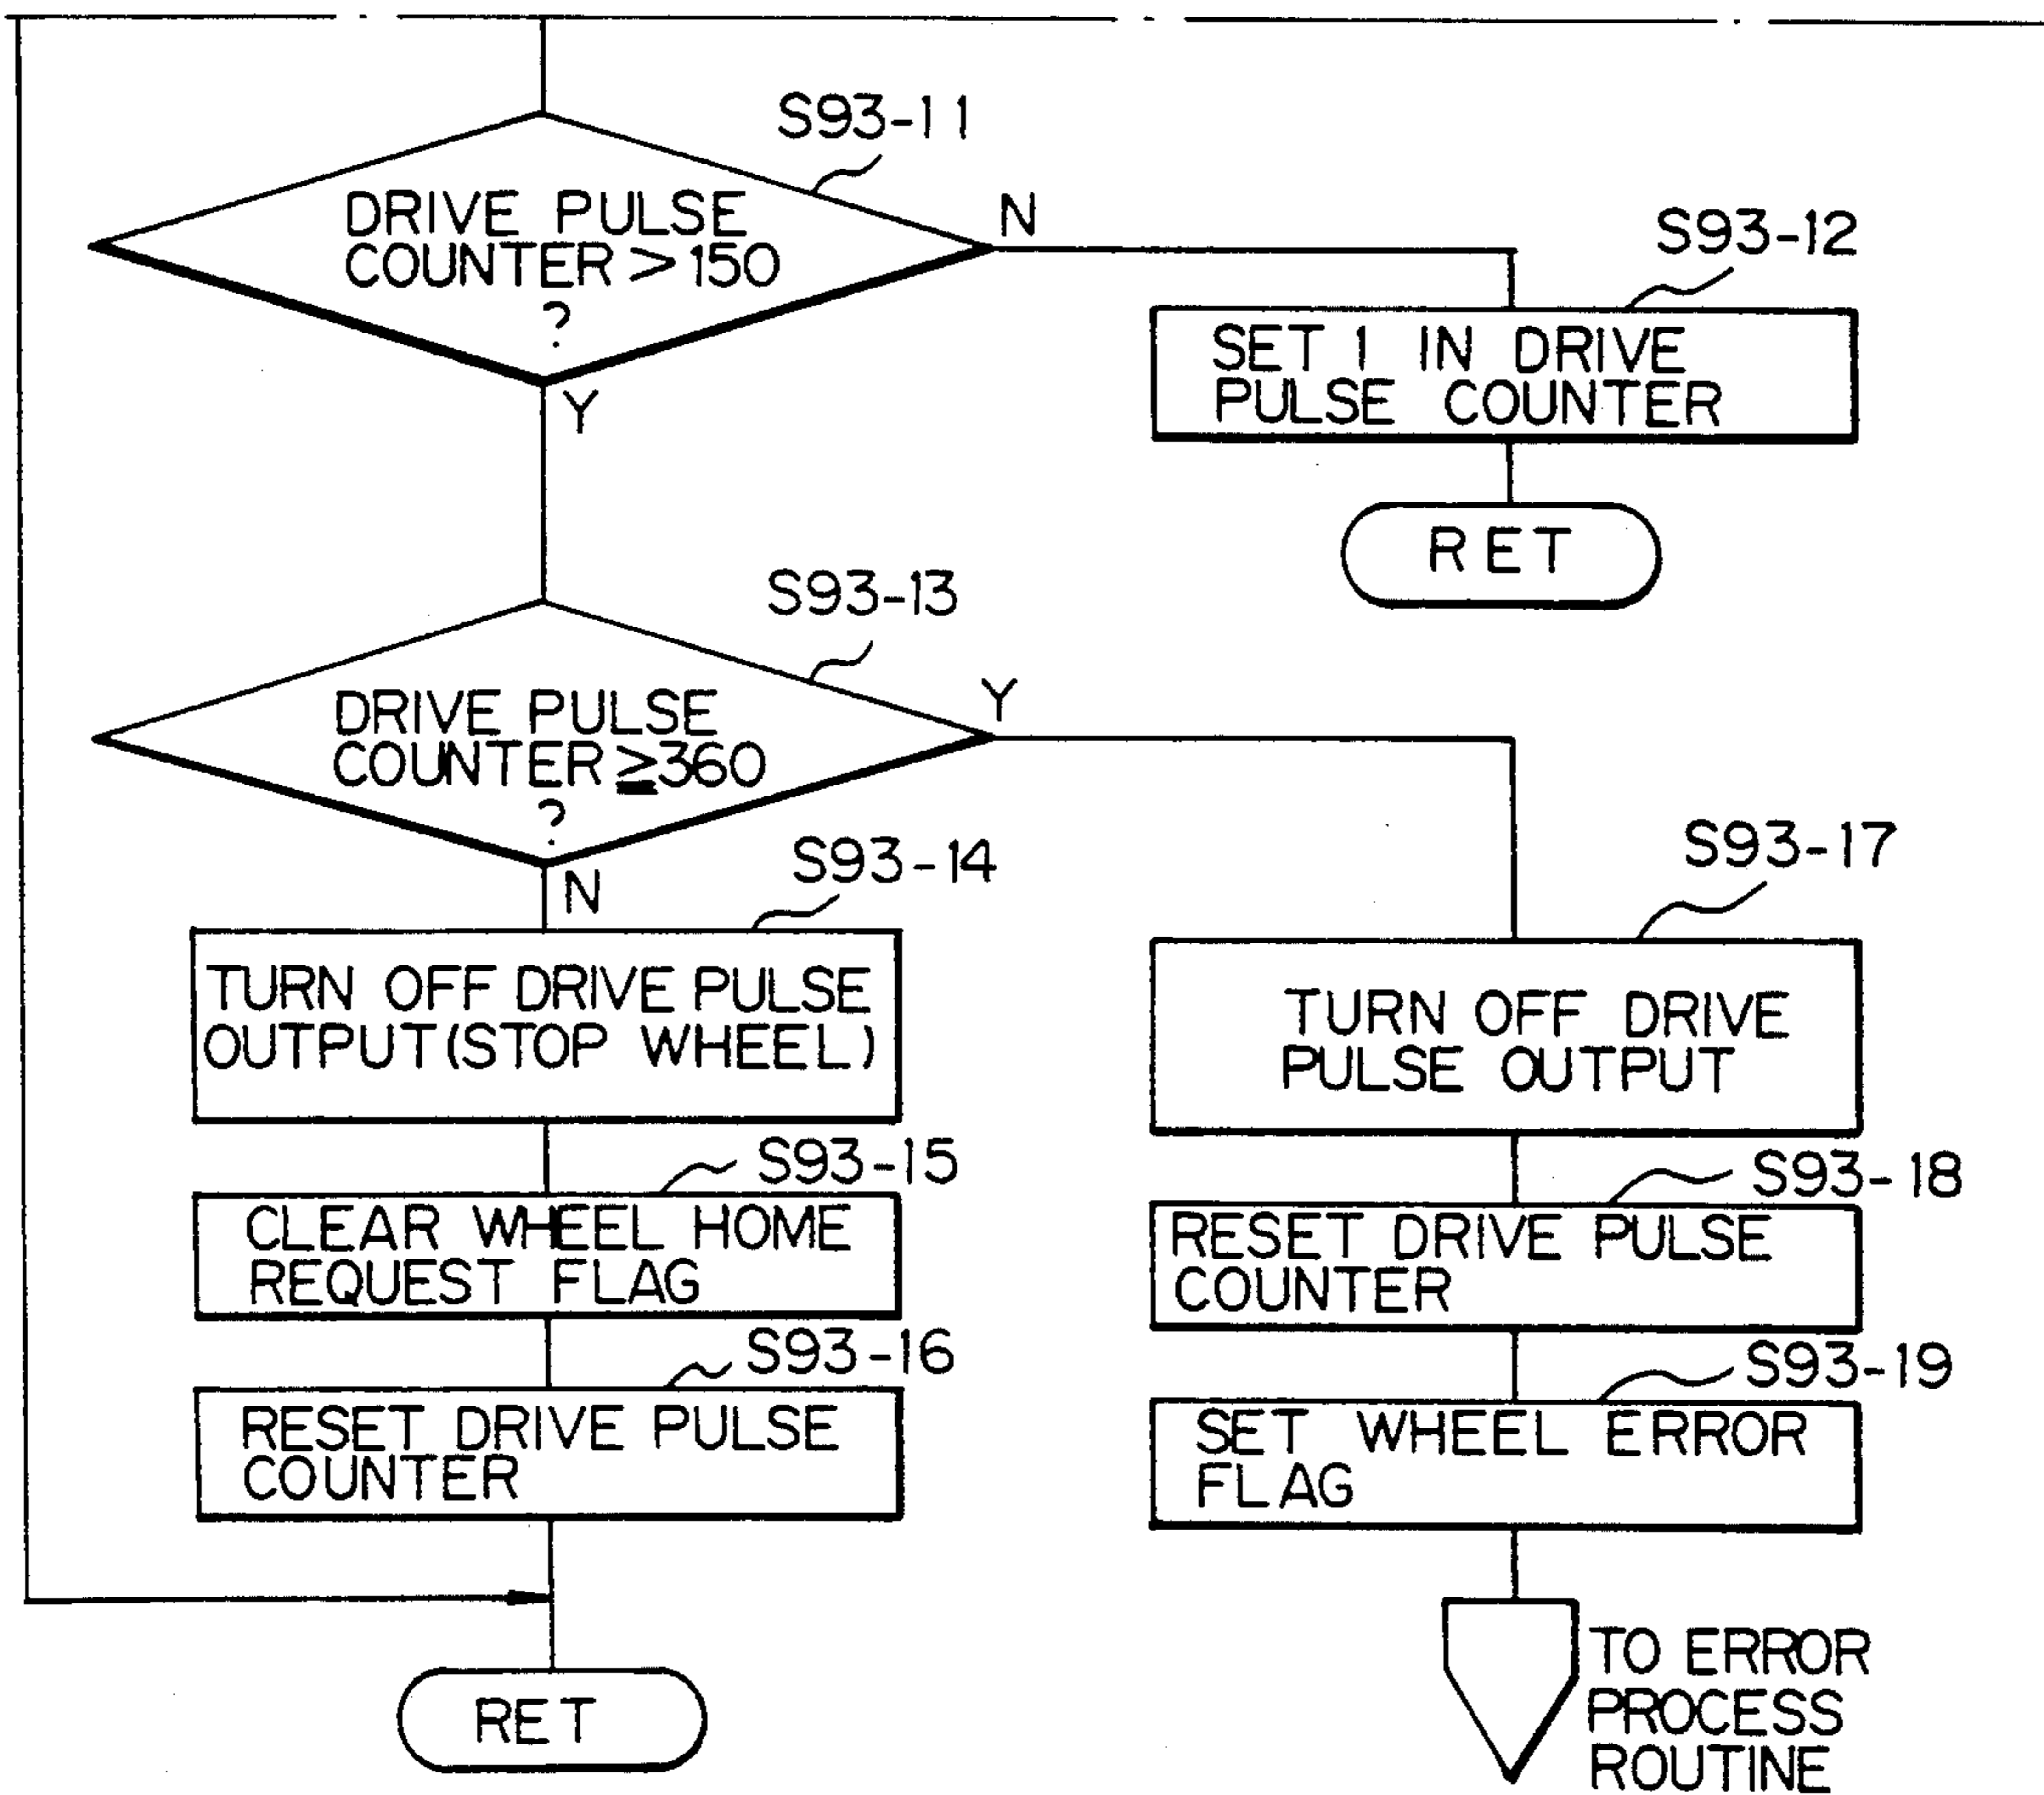 S93-11
DRIVE PULSE
COUNTER > 150
?
N
Y
S93-12
SET 1 IN DRIVE
PULSE COUNTER
RET
S93-13
DRIVE PULSE
COUNTER ≧ 360
?
Y
N
S93-14
TURN OFF DRIVE PULSE
OUTPUT (STOP WHEEL)
S93-15
CLEAR WHEEL HOME
REQUEST FLAG
S93-16
RESET DRIVE PULSE
COUNTER
RET
S93-17
TURN OFF DRIVE
PULSE OUTPUT
S93-18
RESET DRIVE PULSE
COUNTER
S93-19
SET WHEEL ERROR
FLAG
TO ERROR
PROCESS
ROUTINE